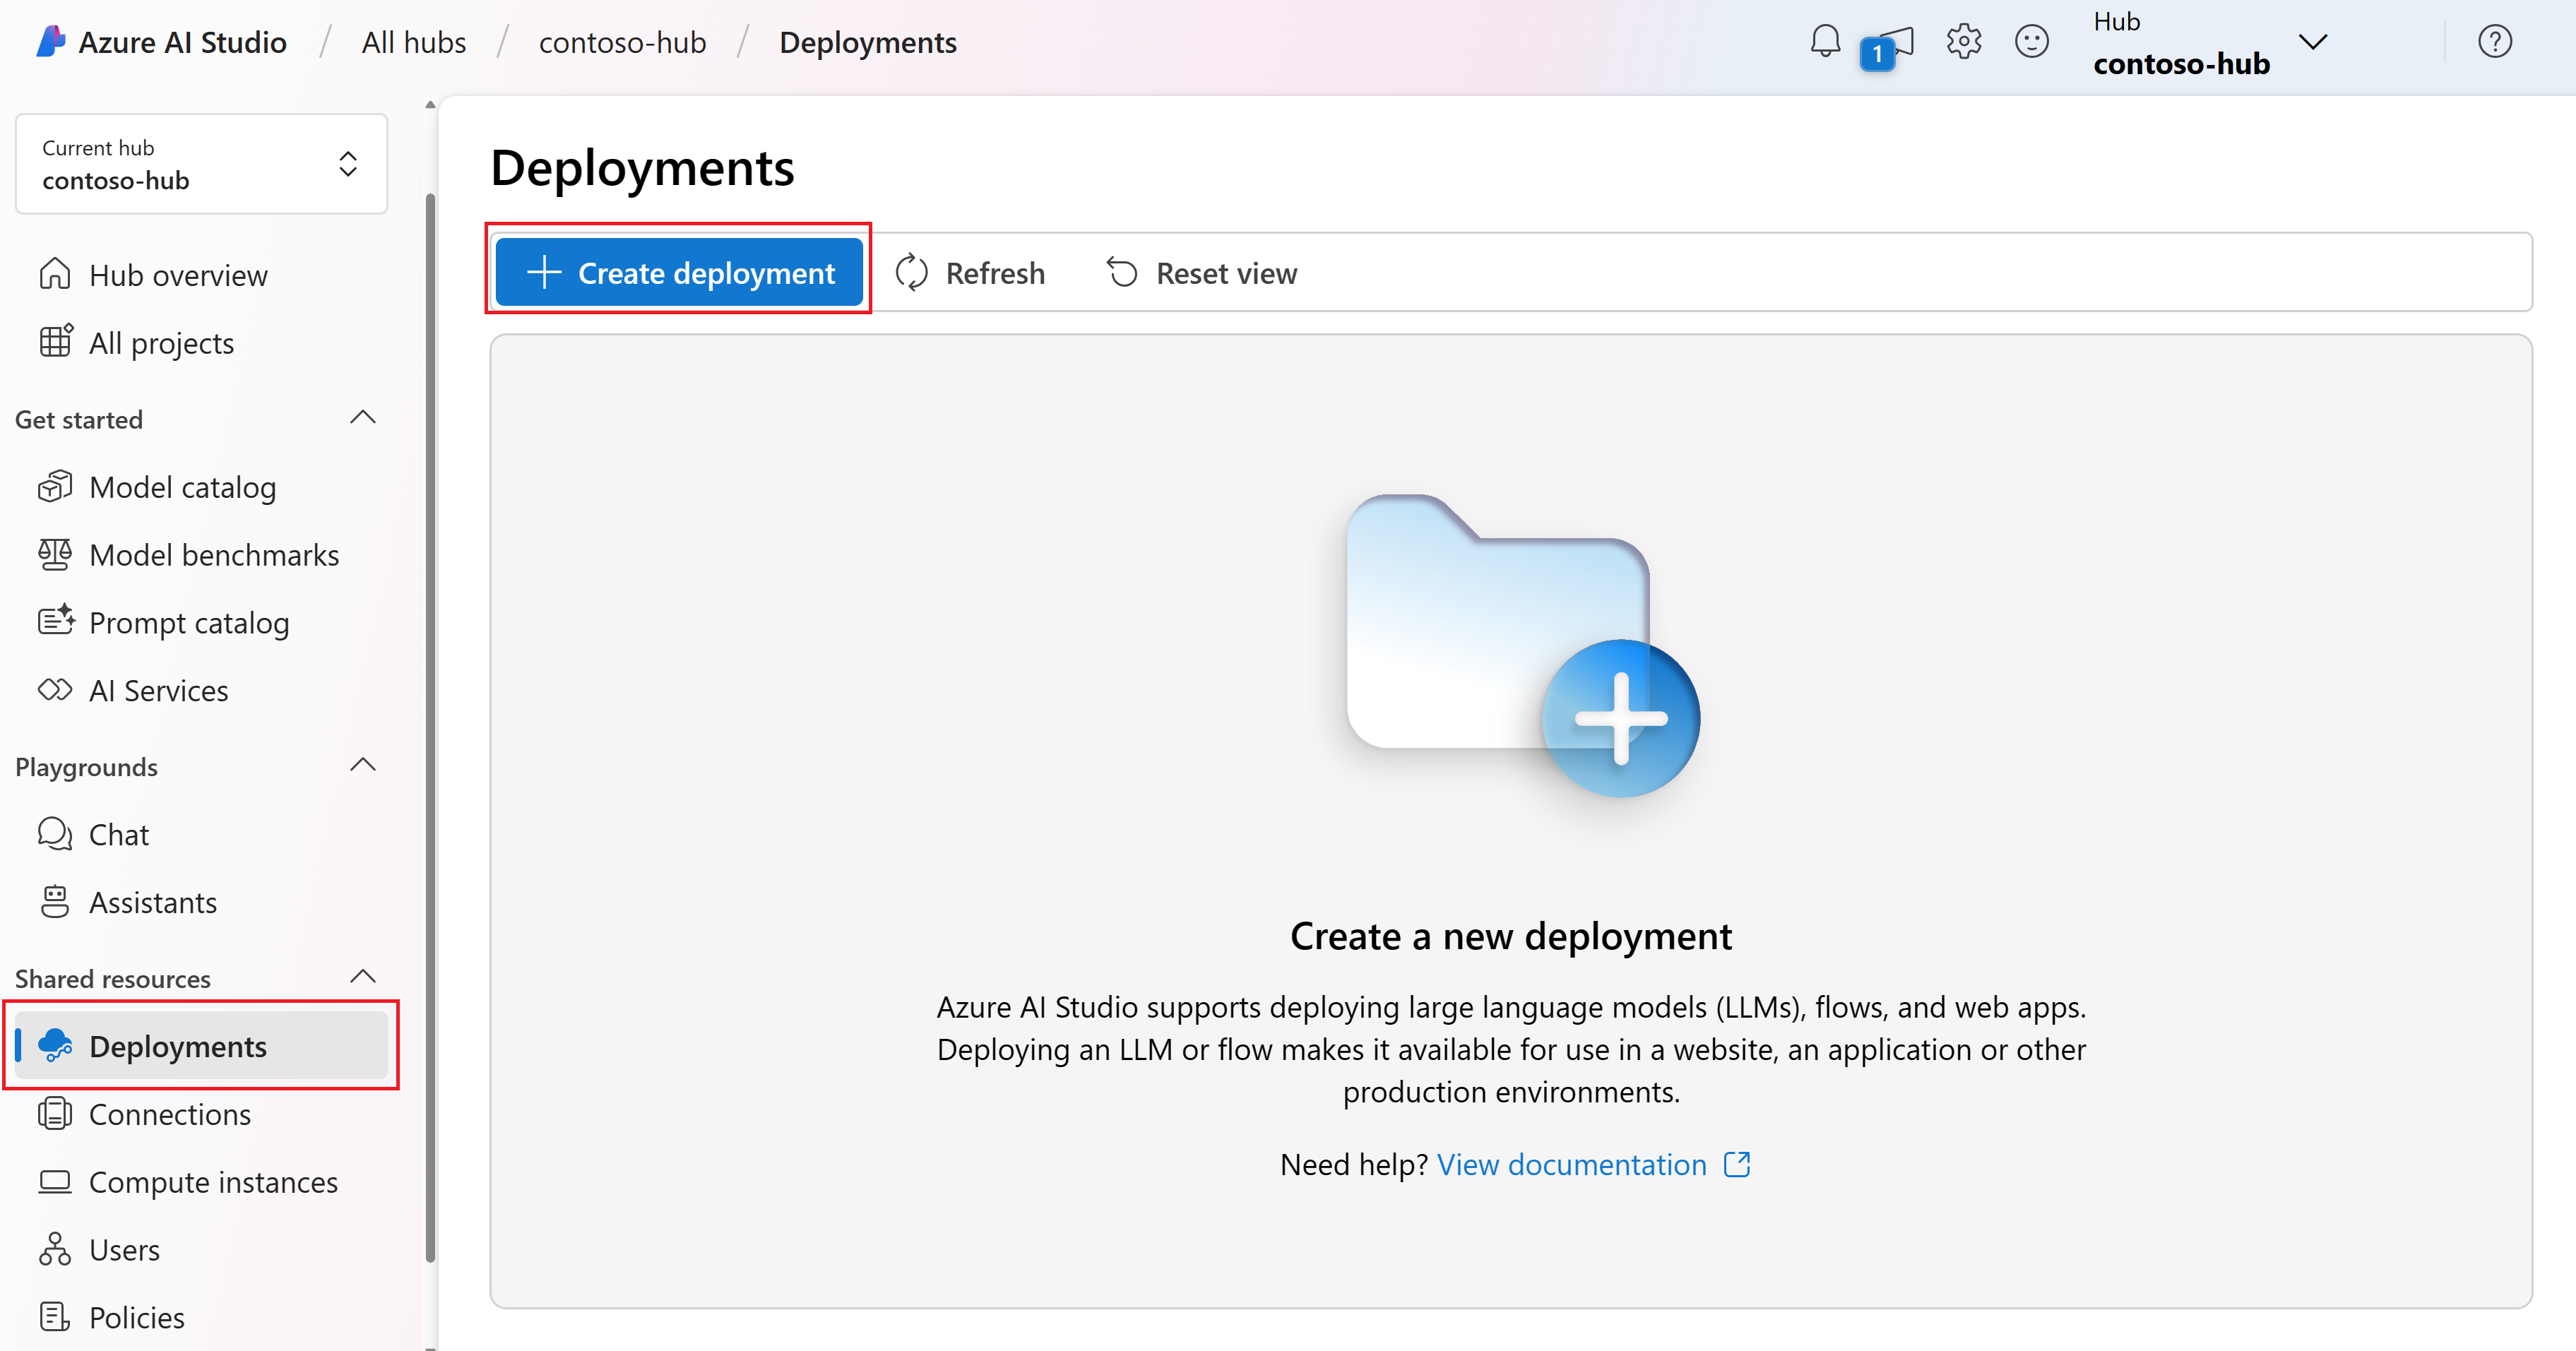 Azure AI Studio / All hubs / contoso-hub / Deployments
1
Hub
contoso-hub
Current hub
contoso-hub
Hub overview
All projects
Get started
Model catalog
Model benchmarks
Prompt catalog
AI Services
Playgrounds
Chat
Assistants
Shared resources
Deployments
Connections
Compute instances
Users
Policies
Deployments
Create deployment
Refresh
Reset view
Create a new deployment
Azure AI Studio supports deploying large language models (LLMs), flows, and web apps.
Deploying an LLM or flow makes it available for use in a website, an application or other
production environments.
Need help? View documentation